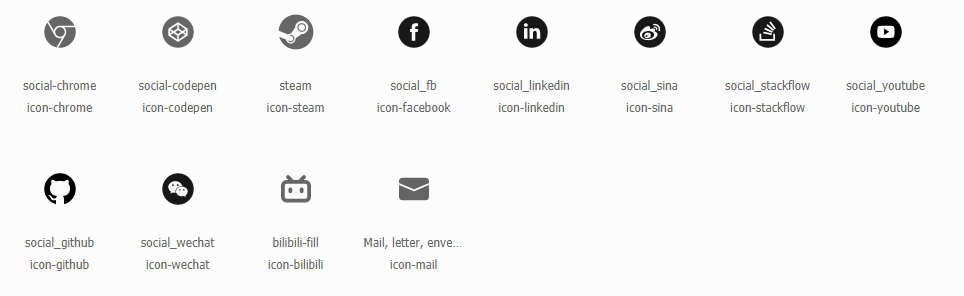 social-chrome social-codepen steam social_fb social_linkedin social_sina social_stackflow social_youtube
icon-chrome icon-codepen icon-steam icon-facebook icon-linkedin icon-sina icon-stackflow icon-youtube
social_github social_wechat bilibili-fill Mail, letter, enve...
icon-github icon-wechat icon-bilibili icon-mail